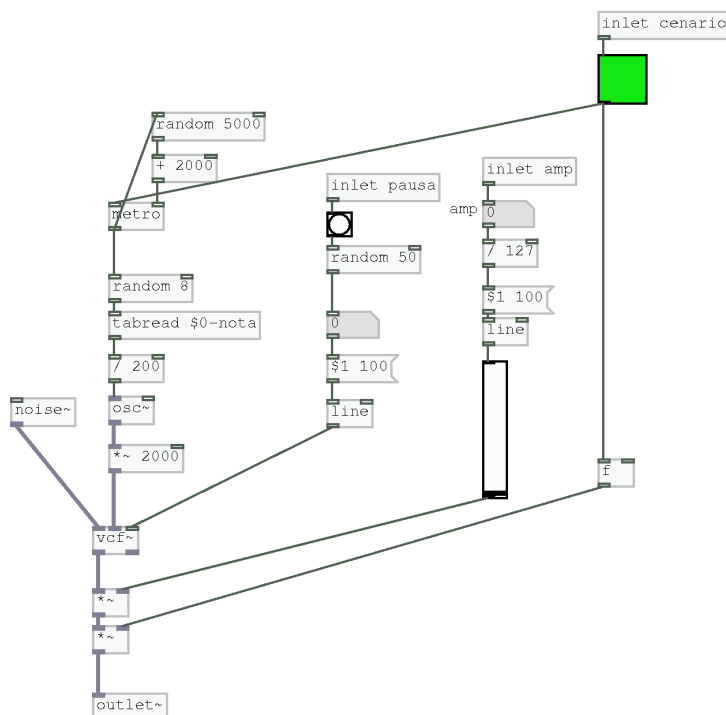 inlet cenario
random 5000
+ 2000
inlet amp
inlet pausa
metro
amp
0
/ 127
random 50
random 8
$1 100
tabread $0-nota
0
line
/ 200
$1 100
noise~
osc~
line
*~ 2000
f
vcf~
*~
*~
outlet~